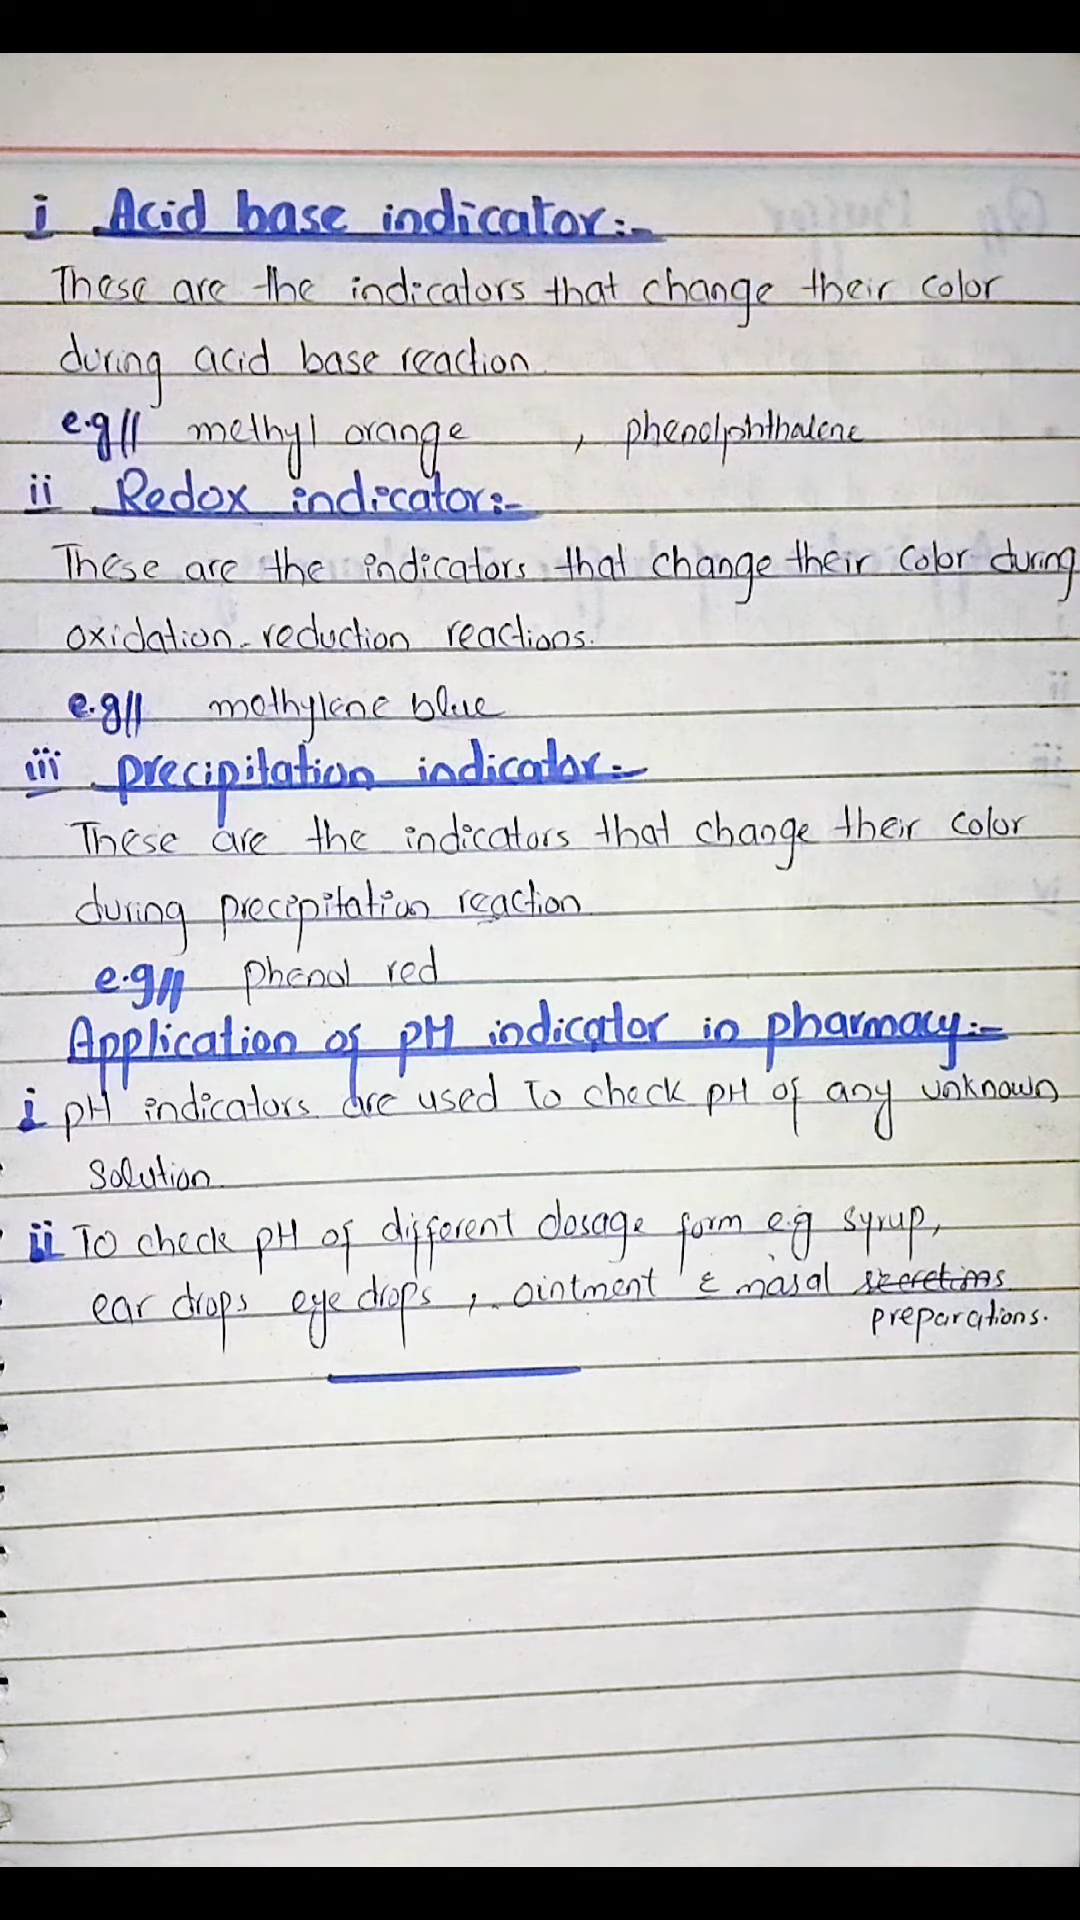 i Acid base indicator:-
These are the indicators that change their color
during acid base reaction.
e.g// methyl orange , phenolphthalene
ii Redox indicator:-
These are the indicators that change their color during
oxidation-reduction reactions.
e.g// methylene blue
iii precipitation indicator:-
These are the indicators that change their color
during precipitation reaction
e.g// phenol red
Application of pH indicator in pharmacy:-
i pH indicators are used to check pH of any unknown
solution.
ii To check pH of different dosage form e.g syrup,
ear drops eye drops , ointment & nasal secretions
preparations.